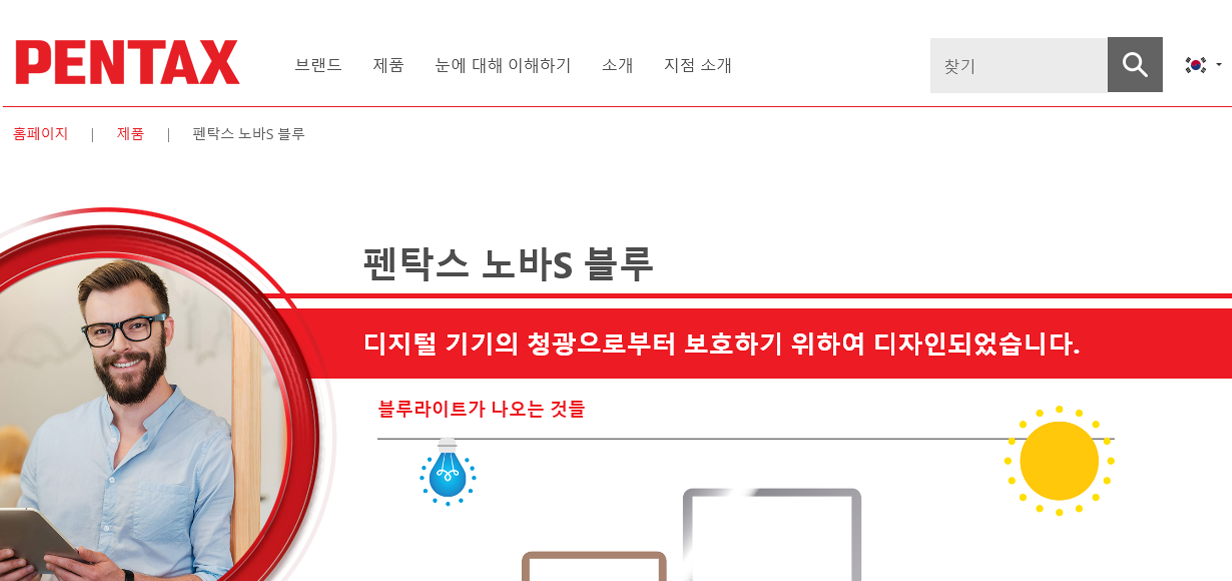 PENTAX
브랜드 제품 눈에 대해 이해하기 소개 지점 소개 찾기
홈페이지 | 제품 | 펜탁스 노바S 블루
펜탁스 노바S 블루
디지털 기기의 청광으로부터 보호하기 위하여 디자인되었습니다.
블루라이트가 나오는 것들